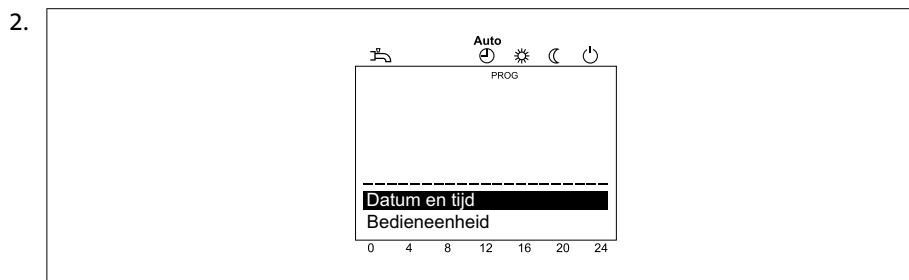 2.
Auto
PROG
Datum en tijd
Bedieneenheid
0 4 8 12 16 20 24